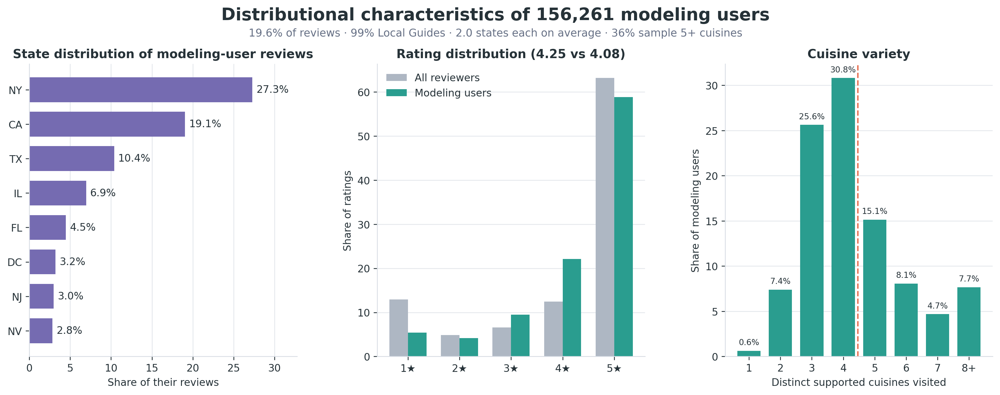 Distributional characteristics of 156,261 modeling users
19.6% of reviews · 99% Local Guides · 2.0 states each on average · 36% sample 5+ cuisines
State distribution of modeling-user reviews
NY
27.3%
CA
19.1%
TX
10.4%
IL
6.9%
FL
4.5%
DC
3.2%
NJ
3.0%
NV
2.8%
0 5 10 15 20 25 30
Share of their reviews
Rating distribution (4.25 vs 4.08)
All reviewers
Modeling users
Share of ratings
60
50
40
30
20
10
0
1★ 2★ 3★ 4★ 5★
Cuisine variety
Share of modeling users
30
25
20
15
10
5
0
0.6%
7.4%
25.6%
30.8%
15.1%
8.1%
4.7%
7.7%
1 2 3 4 5 6 7 8+
Distinct supported cuisines visited